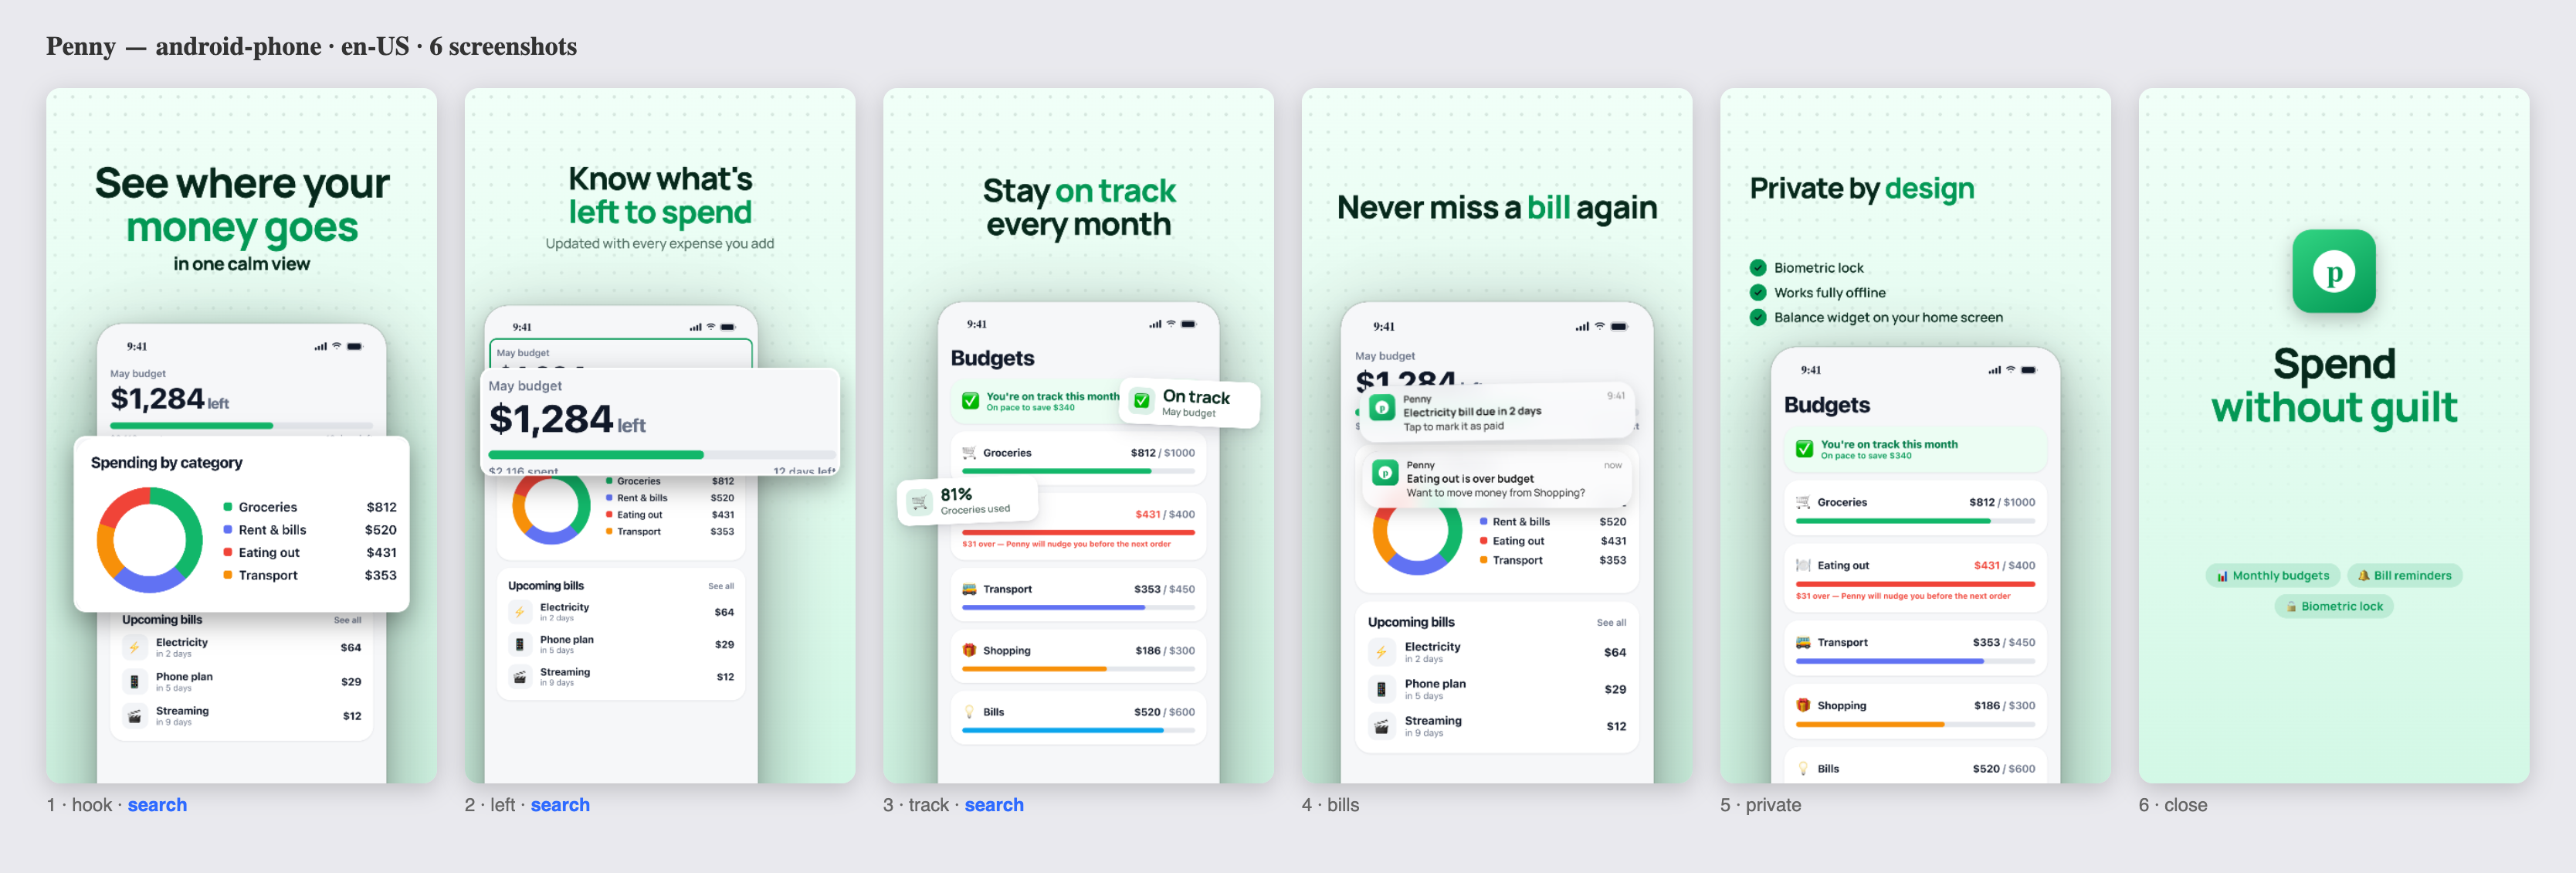 Penny — android-phone · en-US · 6 screenshots
See where your
money goes
in one calm view
9:41
May budget
$1,284 left
Spending by category
Groceries $812
Rent & bills $520
Eating out $431
Transport $353
Upcoming bills See all
Electricity
in 2 days
$64
Phone plan
in 5 days
$29
Streaming
in 9 days
$12
1 · hook · search
Know what's
left to spend
Updated with every expense you add
9:41
May budget
May budget
$1,284 left
$2,116 spent 12 days left
Groceries $812
Rent & bills $520
Eating out $431
Transport $353
Upcoming bills See all
Electricity
in 2 days
$64
Phone plan
in 5 days
$29
Streaming
in 9 days
$12
2 · left · search
Stay on track
every month
9:41
Budgets
You're on track this month
On pace to save $340
On track
May budget
Groceries $812 / $1000
81%
Groceries used
$431 / $400
$31 over — Penny will nudge you before the next order
Transport $353 / $450
Shopping $186 / $300
Bills $520 / $600
3 · track · search
Never miss a bill again
9:41
May budget
$1,284
Penny 9:41
Electricity bill due in 2 days
Tap to mark it as paid
Penny now
Eating out is over budget
Want to move money from Shopping?
Rent & bills $520
Eating out $431
Transport $353
Upcoming bills See all
Electricity
in 2 days
$64
Phone plan
in 5 days
$29
Streaming
in 9 days
$12
4 · bills
Private by design
Biometric lock
Works fully offline
Balance widget on your home screen
9:41
Budgets
You're on track this month
On pace to save $340
Groceries $812 / $1000
Eating out $431 / $400
$31 over — Penny will nudge you before the next order
Transport $353 / $450
Shopping $186 / $300
Bills $520 / $600
5 · private
p
Spend
without guilt
Monthly budgets
Bill reminders
Biometric lock
6 · close